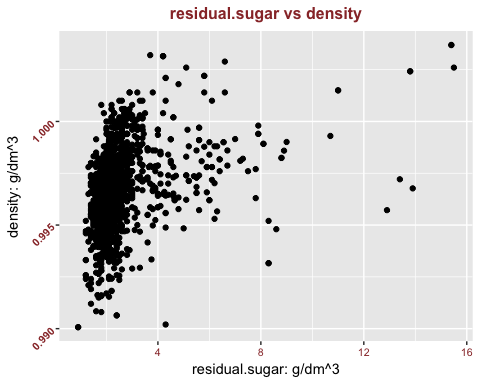 residual.sugar vs density
density: g/dm^3
1.000
0.995
0.990
4
8
12
16
residual.sugar: g/dm^3